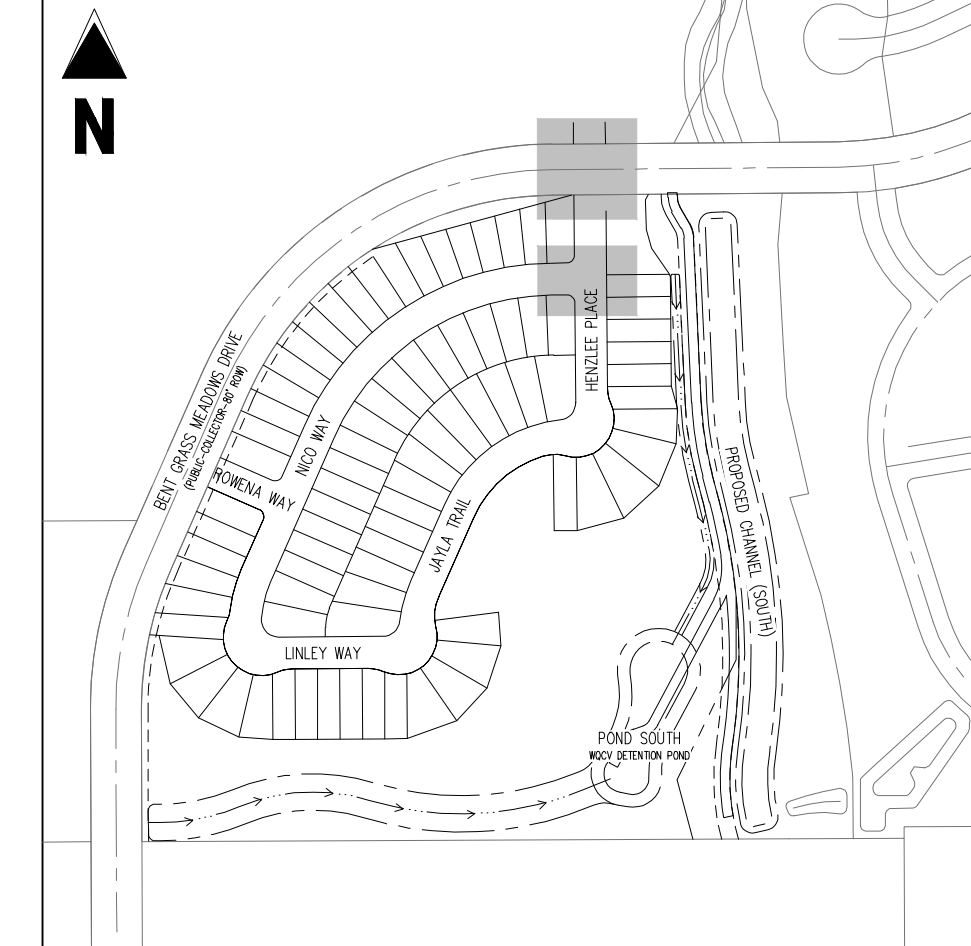 N
HENZLEE PLACE
BENT GRASS MEADOWS DRIVE
(PUBLIC-COLLECTOR-80' ROW)
NICO WAY
ROWENA WAY
JAYLA TRAIL
PROPOSED CHANNEL (SOUTH)
LINLEY WAY
POND SOUTH
WQCV DETENTION POND